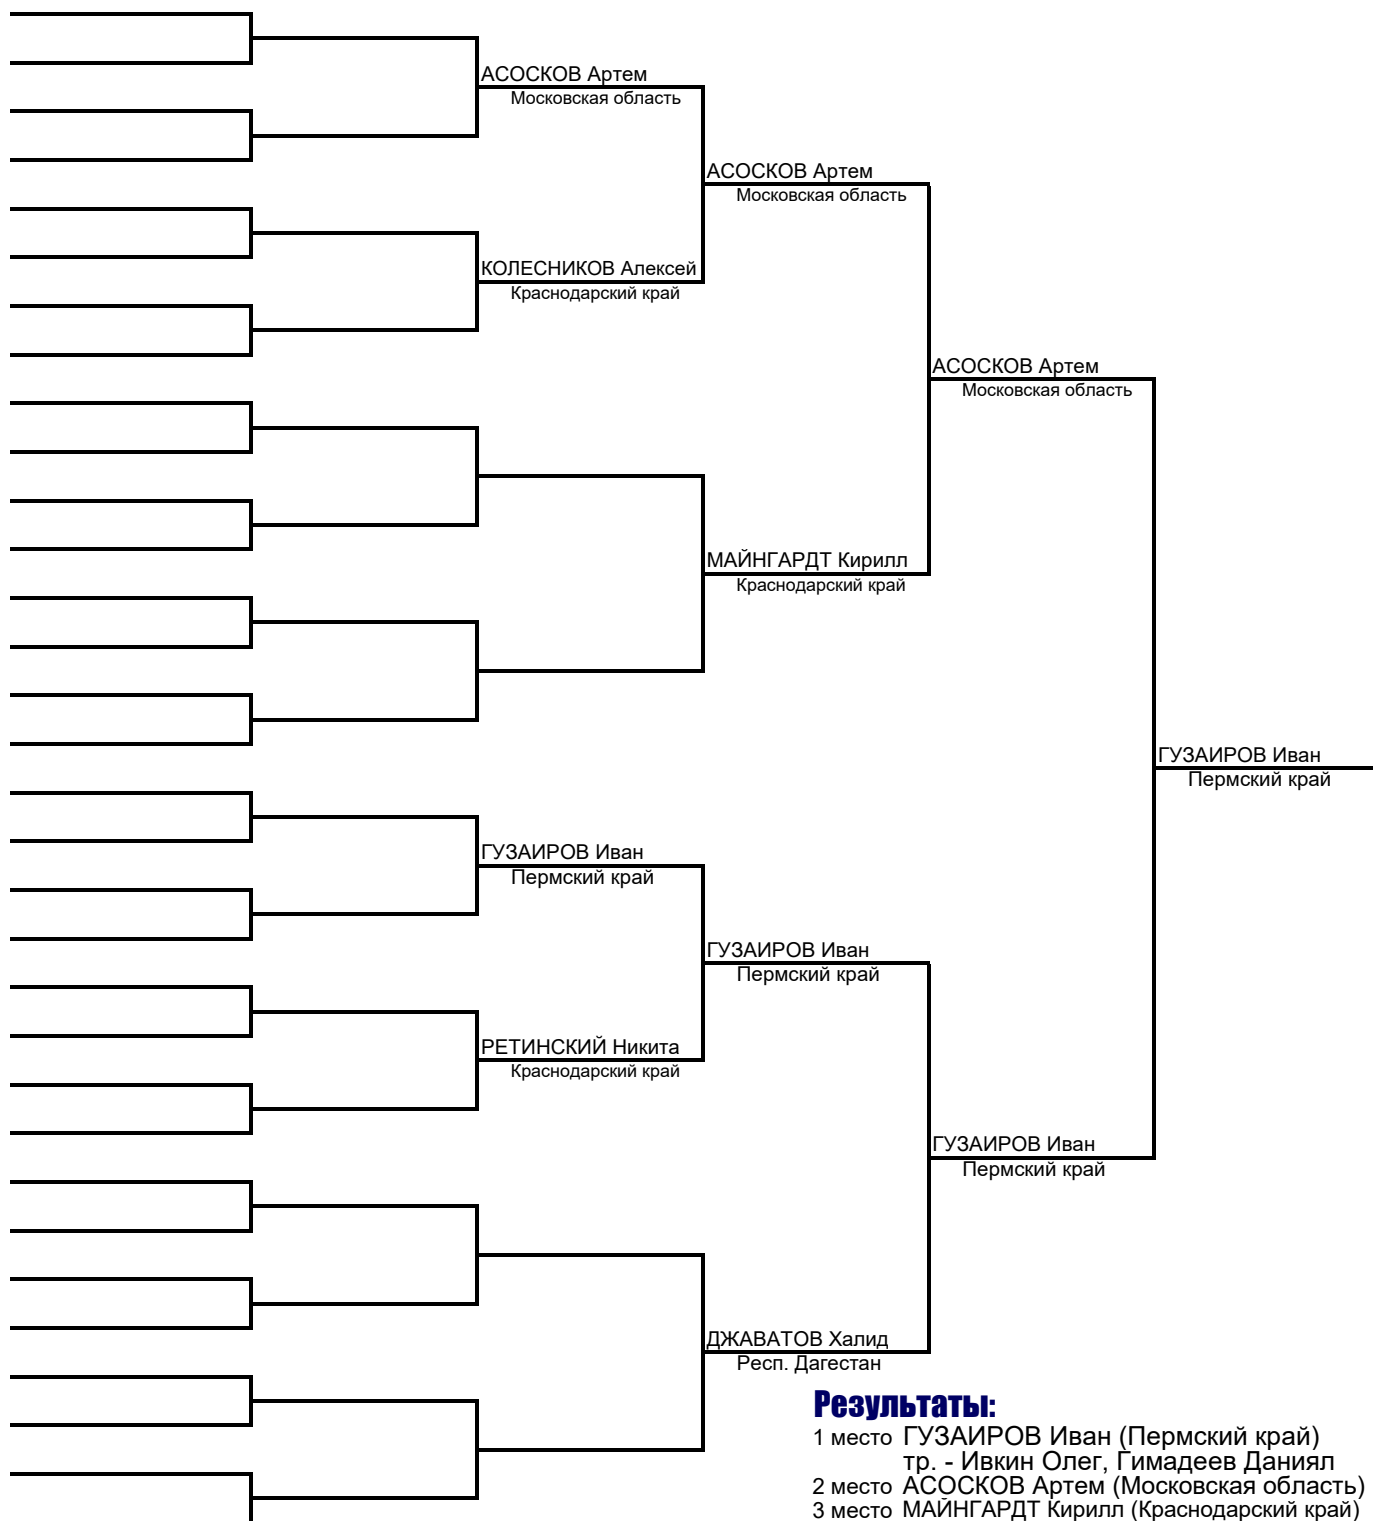 АСОСКОВ Артем
Московская область
АСОСКОВ Артем
Московская область
КОЛЕСНИКОВ Алексей
Краснодарский край
АСОСКОВ Артем
Московская область
МАЙНГАРДТ Кирилл
Краснодарский край
ГУЗАИРОВ Иван
Пермский край
ГУЗАИРОВ Иван
Пермский край
ГУЗАИРОВ Иван
Пермский край
РЕТИНСКИЙ Никита
Краснодарский край
ГУЗАИРОВ Иван
Пермский край
ДЖАВАТОВ Халид
Респ. Дагестан
Результаты:
1 место ГУЗАИРОВ Иван (Пермский край)
тр. - Ивкин Олег, Гимадеев Даниял
2 место АСОСКОВ Артем (Московская область)
3 место МАЙНГАРДТ Кирилл (Краснодарский край)